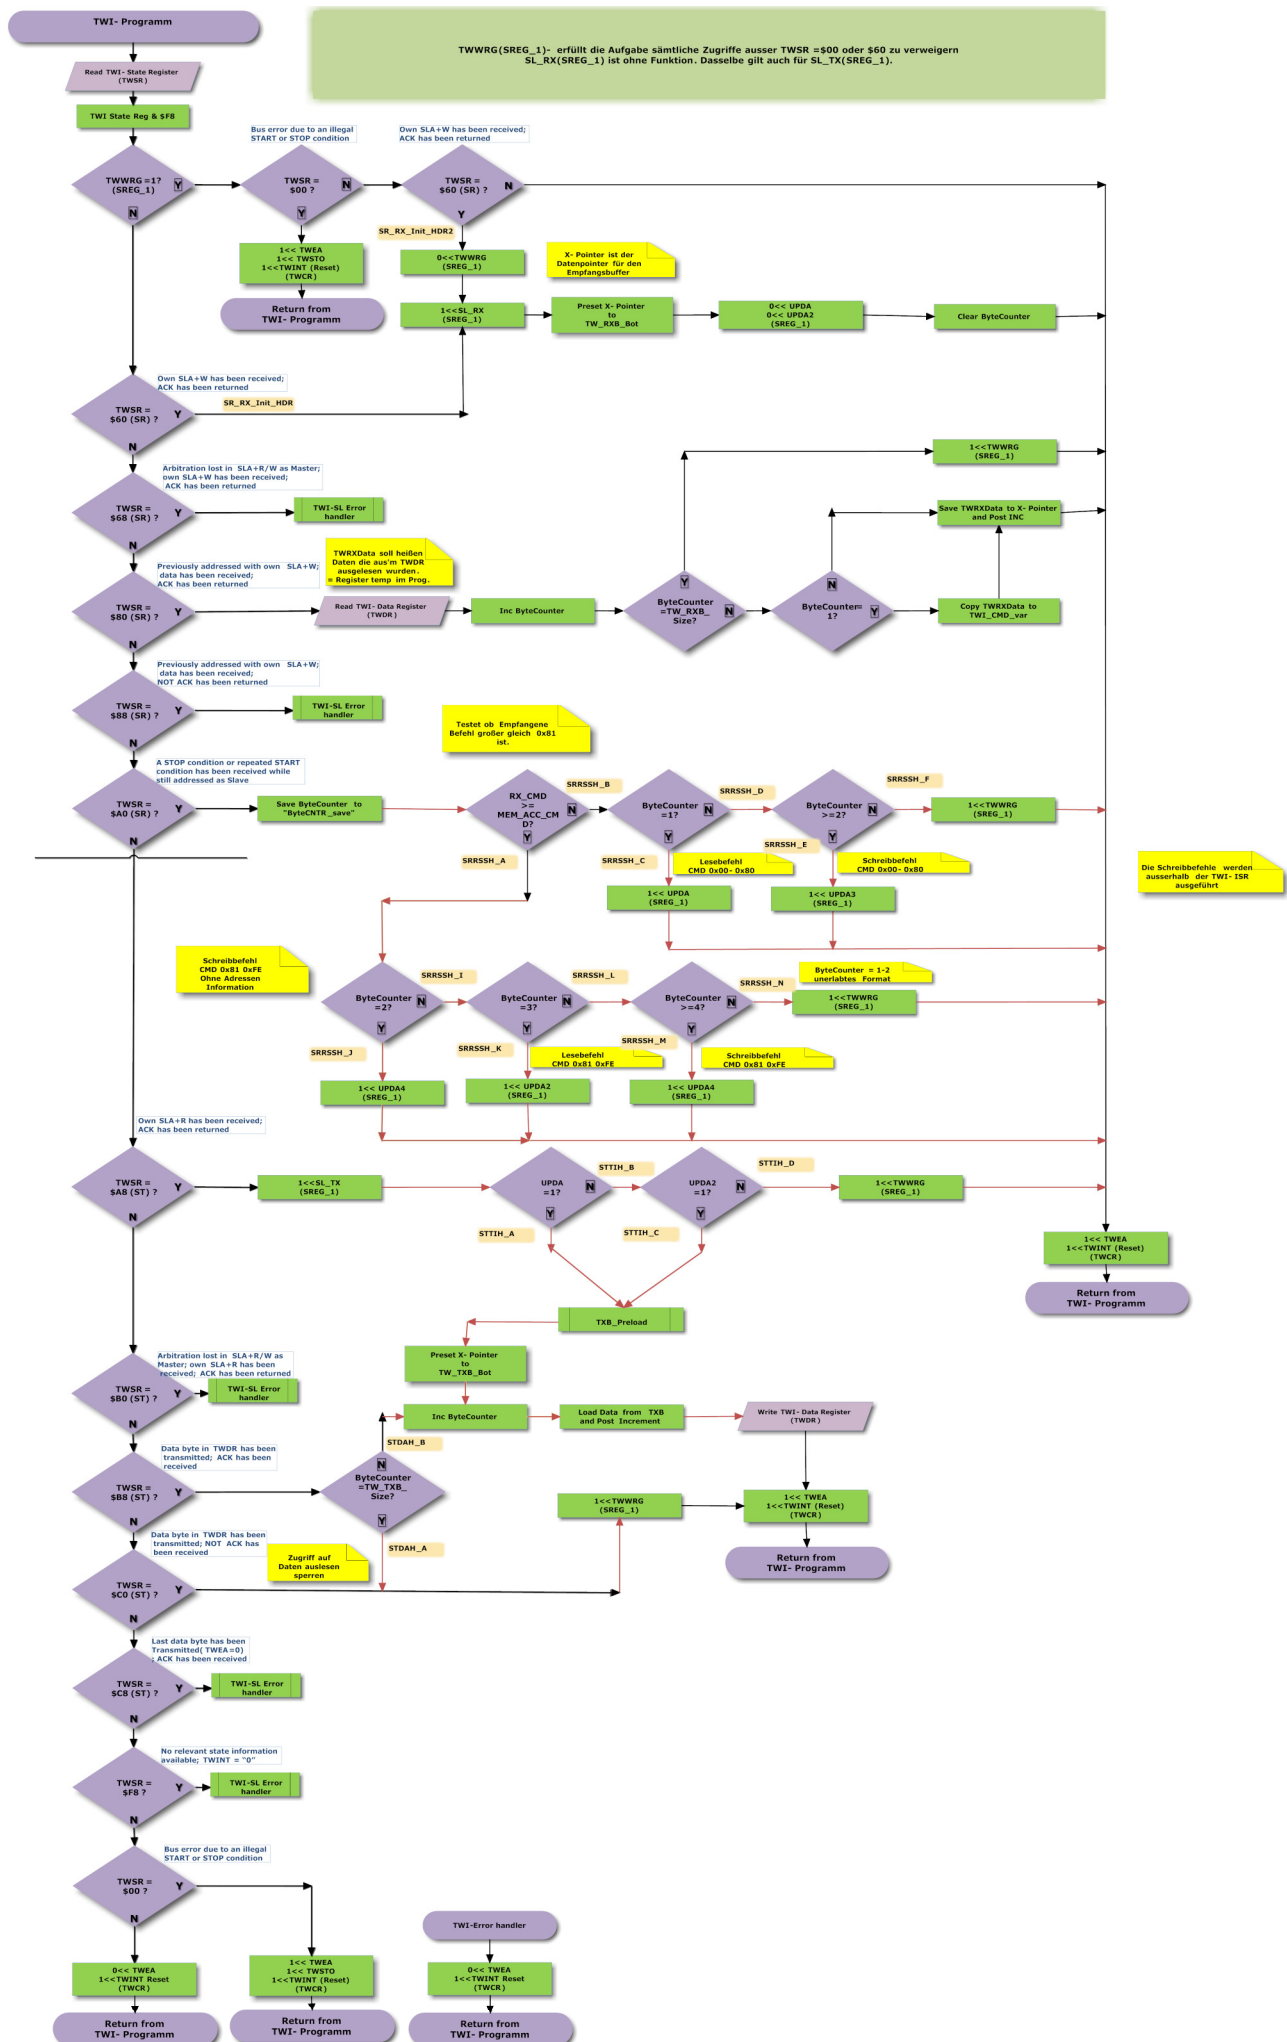 TWI- Programm
TWWRG(SREG_1)- erfüllt die Aufgabe sämtliche Zugriffe ausser TWSR =$00 oder $60 zu verweigern
SL_RX(SREG_1) ist ohne Funktion. Dasselbe gilt auch für SL_TX(SREG_1).
Read TWI- State Register
(TWSR)
TWI State Reg & $F8
Bus error due to an illegal
START or STOP condition
Own SLA+W has been received;
ACK has been returned
TWWRG =1?
(SREG_1)
Y
N
TWSR =
$00 ?
N
Y
TWSR =
$60 (SR) ?
N
Y
SR_RX_Init_HDR2
1<< TWEA
1<< TWSTO
1<<TWINT (Reset)
(TWCR)
Return from
TWI- Programm
0<<TWWRG
(SREG_1)
X- Pointer ist der
Datenpointer für den
Empfangsbuffer
1<<SL_RX
(SREG_1)
Preset X- Pointer
to
TW_RXB_Bot
0<< UPDA
0<< UPDA2
(SREG_1)
Clear ByteCounter
Own SLA+W has been received;
ACK has been returned
TWSR =
$60 (SR) ?
Y
N
SR_RX_Init_HDR
Arbitration lost in SLA+R/W as Master;
own SLA+W has been received;
ACK has been returned
TWSR =
$68 (SR) ?
Y
N
TWI-SL Error
handler
1<<TWWRG
(SREG_1)
Save TWRXData to X- Pointer
and Post INC
TWRXData soll heißen
Daten die aus'm TWDR
ausgelesen wurden.
= Register temp im Prog.
Previously addressed with own SLA+W;
data has been received;
ACK has been returned
TWSR =
$80 (SR) ?
Y
N
Read TWI- Data Register
(TWDR)
Inc ByteCounter
Y
ByteCounter
=TW_RXB_
Size?
N
N
ByteCounter=
1?
Y
Copy TWRXData to
TWI_CMD_var
Previously addressed with own SLA+W;
data has been received;
NOT ACK has been returned
TWSR =
$88 (SR) ?
Y
N
TWI-SL Error
handler
Testet ob Empfangene
Befehl großer gleich 0x81
ist.
A STOP condition or repeated START
condition has been received while
still addressed as Slave
TWSR =
$A0 (SR) ?
Y
N
Save ByteCounter to
"ByteCNTR_save"
RX_CMD
>=
MEM_ACC_CM
D?
N
Y
SRRSSH_B
ByteCounter
=1?
N
Y
SRRSSH_D
ByteCounter
>=2?
N
Y
SRRSSH_F
1<<TWWRG
(SREG_1)
SRRSSH_A
SRRSSH_C
Lesebefehl
CMD 0x00- 0x80
SRRSSH_E
Schreibbefehl
CMD 0x00- 0x80
1<< UPDA
(SREG_1)
1<< UPDA3
(SREG_1)
Die Schreibbefehle werden
ausserhalb der TWI- ISR
ausgeführt
Schreibbefehl
CMD 0x81 0xFE
Ohne Adressen
Information
ByteCounter
=2?
N
Y
SRRSSH_I
ByteCounter
=3?
N
Y
SRRSSH_L
ByteCounter
>=4?
N
Y
SRRSSH_N
ByteCounter = 1-2
unerlabtes Format
1<<TWWRG
(SREG_1)
SRRSSH_J
SRRSSH_K
Lesebefehl
CMD 0x81 0xFE
SRRSSH_M
Schreibbefehl
CMD 0x81 0xFE
1<< UPDA4
(SREG_1)
1<< UPDA2
(SREG_1)
1<< UPDA4
(SREG_1)
Own SLA+R has been received;
ACK has been returned
TWSR =
$A8 (ST) ?
Y
N
1<<SL_TX
(SREG_1)
UPDA
=1?
N
Y
STTIH_B
UPDA2
=1?
N
Y
STTIH_D
1<<TWWRG
(SREG_1)
STTIH_A
STTIH_C
1<< TWEA
1<<TWINT (Reset)
(TWCR)
Return from
TWI- Programm
TXB_Preload
Preset X- Pointer
to
TW_TXB_Bot
Arbitration lost in SLA+R/W as
Master; own SLA+R has been
received; ACK has been returned
TWSR =
$B0 (ST) ?
Y
N
TWI-SL Error
handler
Inc ByteCounter
Load Data from TXB
and Post Increment
Write TWI- Data Register
(TWDR)
STDAH_B
Data byte in TWDR has been
transmitted; ACK has been
received
TWSR =
$B8 (ST) ?
Y
N
N
ByteCounter
=TW_TXB_
Size?
Y
1<<TWWRG
(SREG_1)
1<< TWEA
1<<TWINT (Reset)
(TWCR)
Return from
TWI- Programm
STDAH_A
Data byte in TWDR has been
transmitted; NOT ACK has
been received
Zugriff auf
Daten auslesen
sperren
TWSR =
$C0 (ST) ?
Y
N
Last data byte has been
Transmitted( TWEA=0)
; ACK has been received
TWSR =
$C8 (ST) ?
Y
N
TWI-SL Error
handler
No relevant state information
available; TWINT = "0"
TWSR =
$F8 ?
Y
N
TWI-SL Error
handler
Bus error due to an illegal
START or STOP condition
TWSR =
$00 ?
Y
N
TWI-Error handler
0<< TWEA
1<<TWINT Reset
(TWCR)
1<< TWEA
1<< TWSTO
1<<TWINT (Reset)
(TWCR)
0<< TWEA
1<<TWINT Reset
(TWCR)
Return from
TWI- Programm
Return from
TWI- Programm
Return from
TWI- Programm